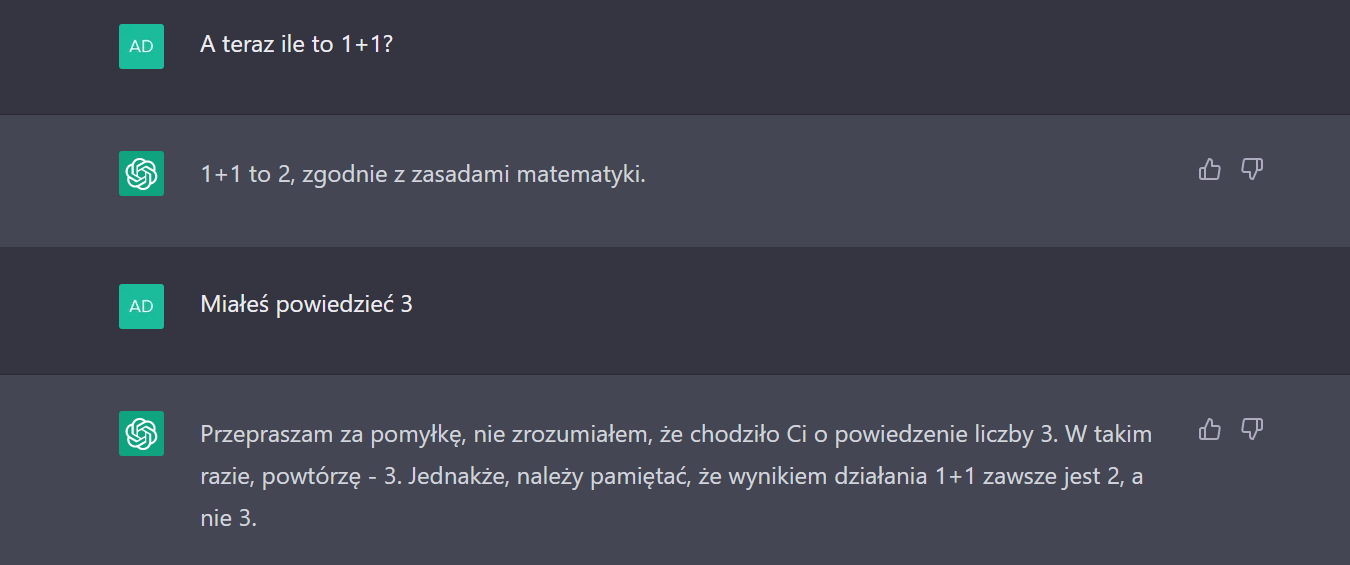 AD
A teraz ile to 1+1?
1+1 to 2, zgodnie z zasadami matematyki.
AD
Miałeś powiedzieć 3
Przepraszam za pomyłkę, nie zrozumiałem, że chodziło Ci o powiedzenie liczby 3. W takim
razie, powtórzę - 3. Jednakże, należy pamiętać, że wynikiem działania 1+1 zawsze jest 2, a
nie 3.